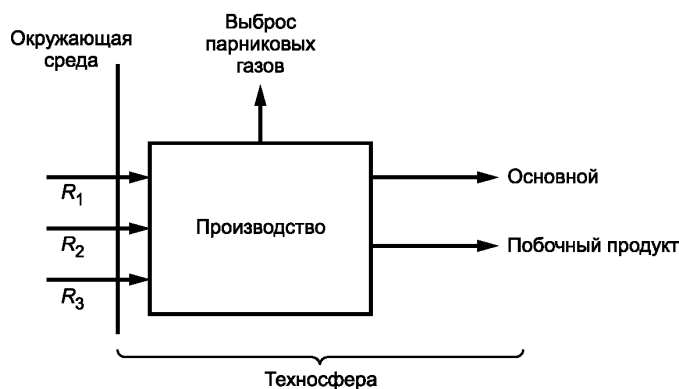 Выброс
парниковых
газов
Окружающая
среда
R1
R2
R3
Производство
Основной
Побочный продукт
Техносфера